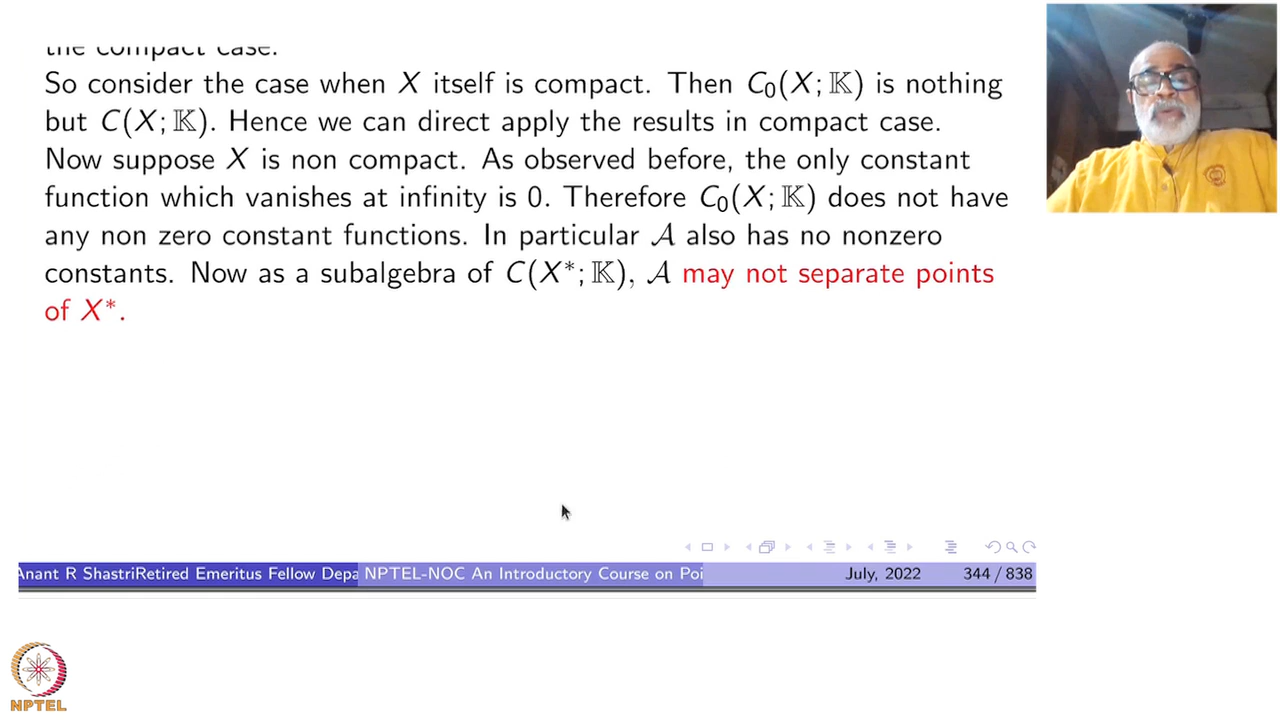 the compact case.
So consider the case when X itself is compact. Then C₀(X; 𝕂) is nothing
but C(X; 𝕂). Hence we can direct apply the results in compact case.
Now suppose X is non compact. As observed before, the only constant
function which vanishes at infinity is 0. Therefore C₀(X; 𝕂) does not have
any non zero constant functions. In particular 𝒜 also has no nonzero
constants. Now as a subalgebra of C(X*; 𝕂), 𝒜 may not separate points
of X*.
Anant R ShastriRetired Emeritus Fellow Depa NPTEL-NOC An Introductory Course on Poi July, 2022 344 / 838
NPTEL